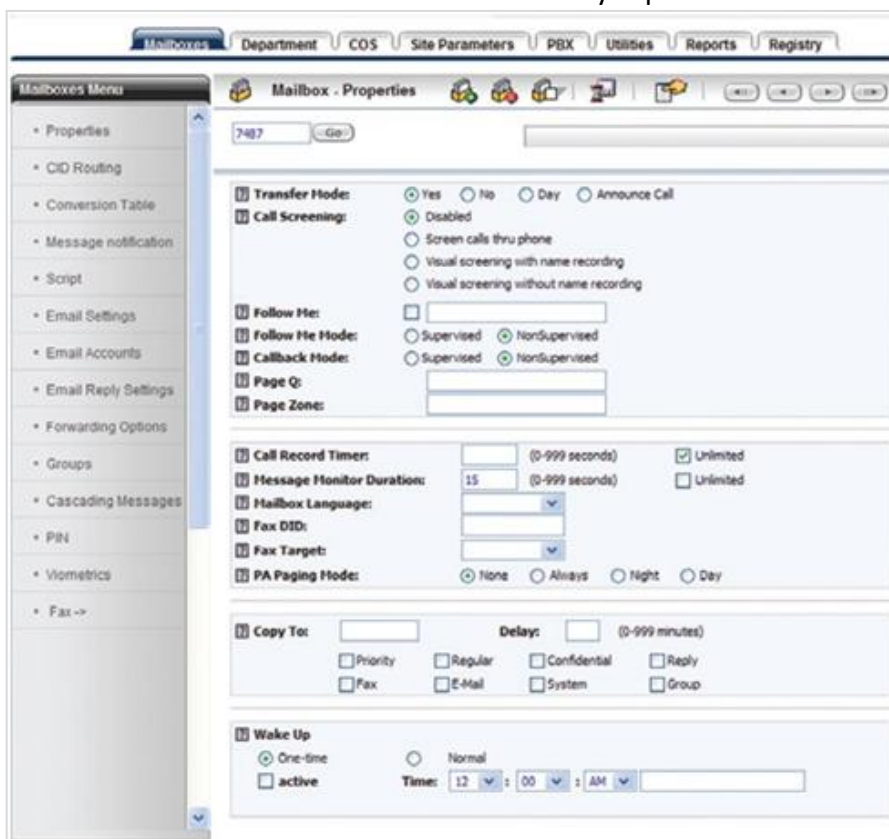 Mailboxes Department COS Site Parameters PBX Utilities Reports Registry
Mailboxes Menu
Mailbox - Properties
• Properties
• CID Routing
• Conversion Table
• Message notification
• Script
• Email Settings
• Email Accounts
• Email Reply Settings
• Forwarding Options
• Groups
• Cascading Messages
• PIN
• Viometrics
• Fax ->
7487 Go
Transfer Mode: Yes No Day Announce Call
Call Screening: Disabled
Screen calls thru phone
Visual screening with name recording
Visual screening without name recording
Follow Me:
Follow Me Mode: Supervised NonSupervised
Callback Mode: Supervised NonSupervised
Page Q:
Page Zone:
Call Record Timer: (0-999 seconds) Unlimited
Message Monitor Duration: 15 (0-999 seconds) Unlimited
Mailbox Language:
Fax DID:
Fax Target:
PA Paging Mode: None Always Night Day
Copy To: Delay: (0-999 minutes)
Priority Regular Confidential Reply
Fax E-Mail System Group
Wake Up
One-time Normal
active Time: 12 : 00 : AM